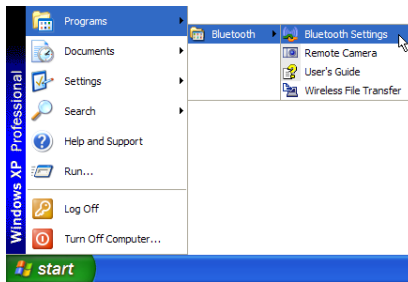 Programs
Documents
Settings
Search
Help and Support
Run...
Log Off
Turn Off Computer...
Windows XP Professional
start
Bluetooth
Bluetooth Settings
Remote Camera
User's Guide
Wireless File Transfer